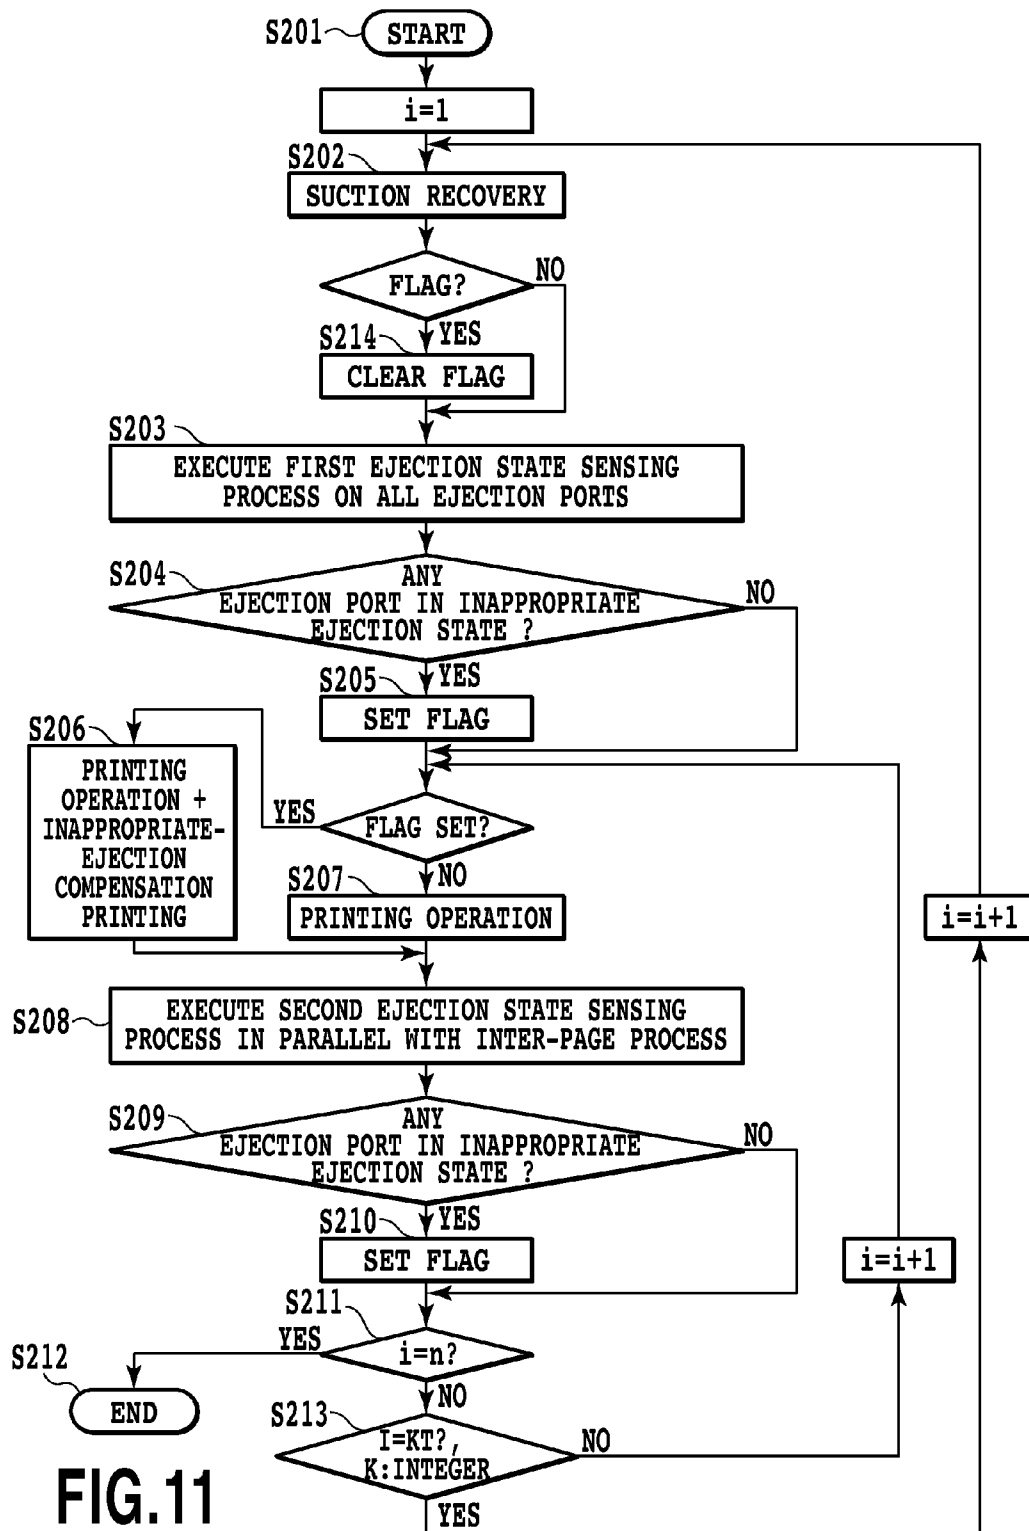 S201
START
i=1
S202
SUCTION RECOVERY
FLAG?
NO
YES
S214
CLEAR FLAG
S203
EXECUTE FIRST EJECTION STATE SENSING
PROCESS ON ALL EJECTION PORTS
S204
ANY
EJECTION PORT IN INAPPROPRIATE
EJECTION STATE ?
NO
YES
S205
SET FLAG
S206
PRINTING
OPERATION +
INAPPROPRIATE-
EJECTION
COMPENSATION
PRINTING
YES
FLAG SET?
NO
S207
PRINTING OPERATION
i=i+1
S208
EXECUTE SECOND EJECTION STATE SENSING
PROCESS IN PARALLEL WITH INTER-PAGE PROCESS
S209
ANY
EJECTION PORT IN INAPPROPRIATE
EJECTION STATE ?
NO
YES
S210
SET FLAG
i=i+1
S211
YES
i=n?
S212
END
NO
S213
I=KT?,
K:INTEGER
NO
YES
FIG.11